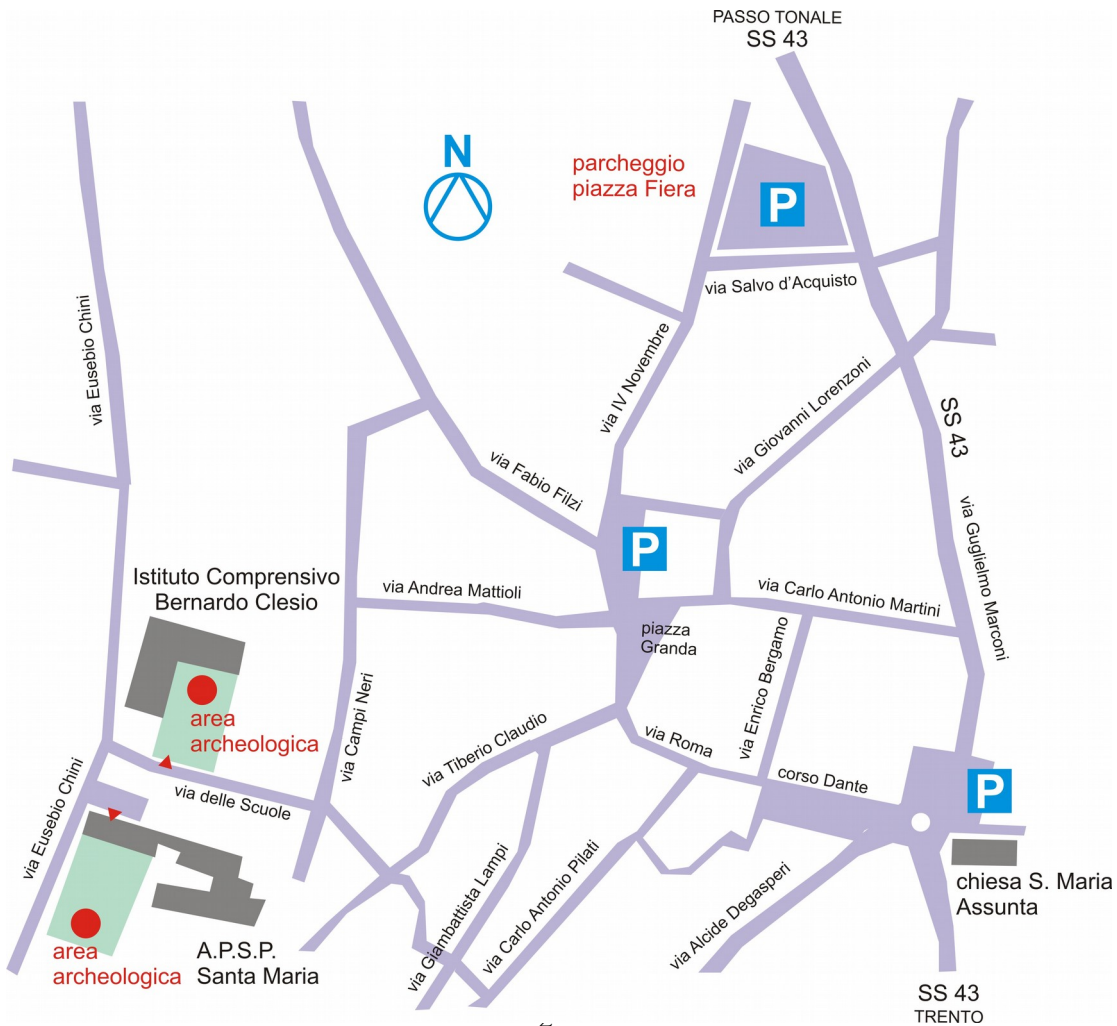 PASSO TONALE
SS 43
N
parcheggio
piazza Fiera
P
via Salvo d'Acquisto
via Eusebio Chini
via IV Novembre
via Giovanni Lorenzoni
SS 43
via Fabio Filzi
via Guglielmo Marconi
P
Istituto Comprensivo
Bernardo Clesio
via Andrea Mattioli
via Carlo Antonio Martini
piazza
Granda
via Enrico Bergamo
area
archeologica
via Campi Neri
via Tiberio Claudio
via Roma
corso Dante
P
via delle Scuole
via Eusebio Chini
via Giambattista Lampi
via Carlo Antonio Pilati
via Alcide Degasperi
chiesa S. Maria
Assunta
area
archeologica
A.P.S.P.
Santa Maria
SS 43
TRENTO